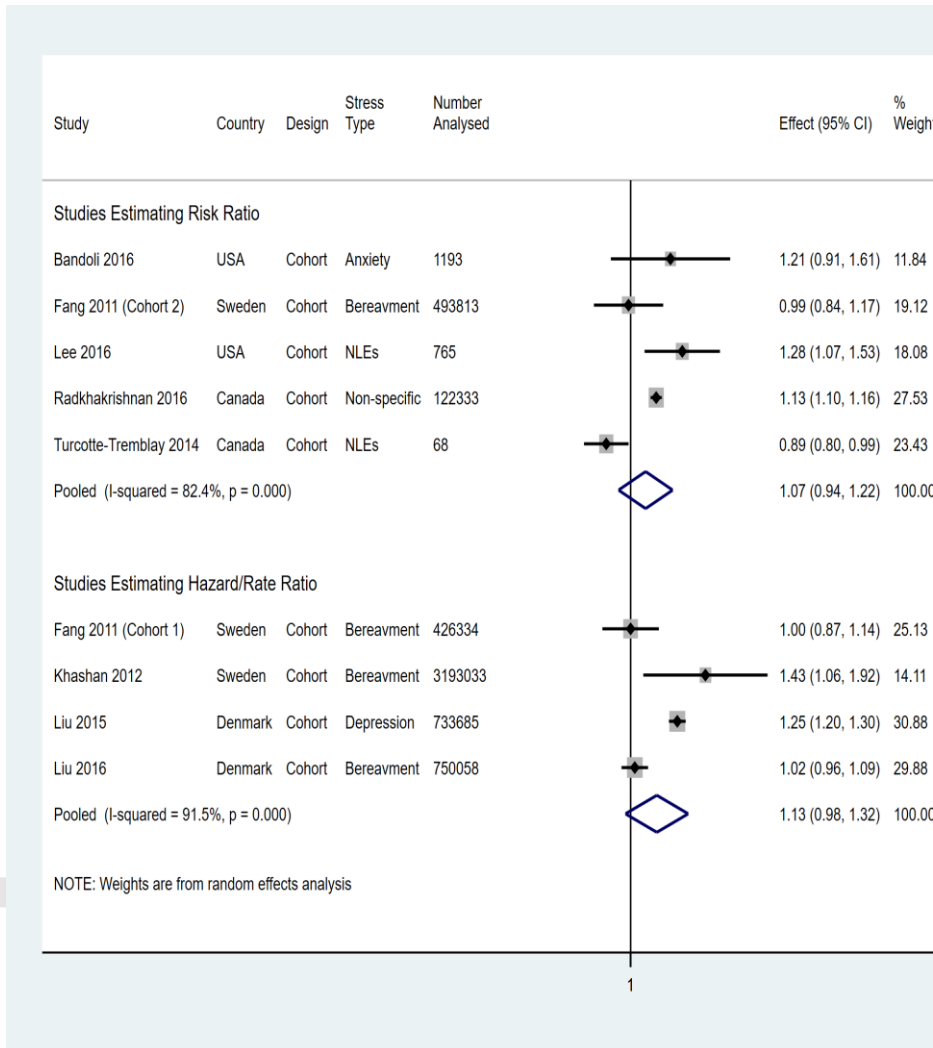 Study Country Design Stress Type Number Analysed Effect (95% CI) % Weight
Studies Estimating Risk Ratio
Bandoli 2016 USA Cohort Anxiety 1193 1.21 (0.91, 1.61) 11.84
Fang 2011 (Cohort 2) Sweden Cohort Bereavment 493813 0.99 (0.84, 1.17) 19.12
Lee 2016 USA Cohort NLEs 765 1.28 (1.07, 1.53) 18.08
Radkhakrishnan 2016 Canada Cohort Non-specific 122333 1.13 (1.10, 1.16) 27.53
Turcotte-Tremblay 2014 Canada Cohort NLEs 68 0.89 (0.80, 0.99) 23.43
Pooled (I-squared = 82.4%, p = 0.000) 1.07 (0.94, 1.22) 100.00
Studies Estimating Hazard/Rate Ratio
Fang 2011 (Cohort 1) Sweden Cohort Bereavment 426334 1.00 (0.87, 1.14) 25.13
Khashan 2012 Sweden Cohort Bereavment 3193033 1.43 (1.06, 1.92) 14.11
Liu 2015 Denmark Cohort Depression 733685 1.25 (1.20, 1.30) 30.88
Liu 2016 Denmark Cohort Bereavment 750058 1.02 (0.96, 1.09) 29.88
Pooled (I-squared = 91.5%, p = 0.000) 1.13 (0.98, 1.32) 100.00
NOTE: Weights are from random effects analysis
1